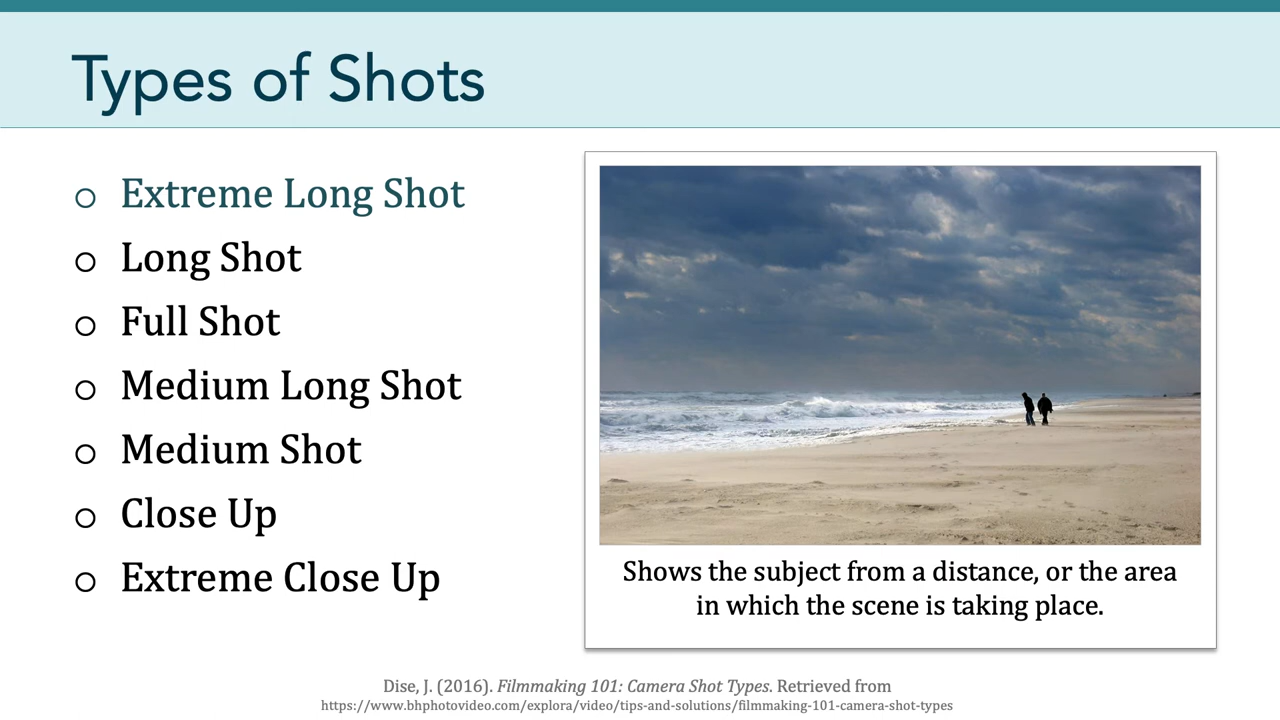 Types of Shots
Extreme Long Shot
Long Shot
Full Shot
Medium Long Shot
Medium Shot
Close Up
Extreme Close Up
Shows the subject from a distance, or the area
in which the scene is taking place.
Dise, J. (2016). Filmmaking 101: Camera Shot Types. Retrieved from
https://www.bhphotovideo.com/explora/video/tips-and-solutions/filmmaking-101-camera-shot-types